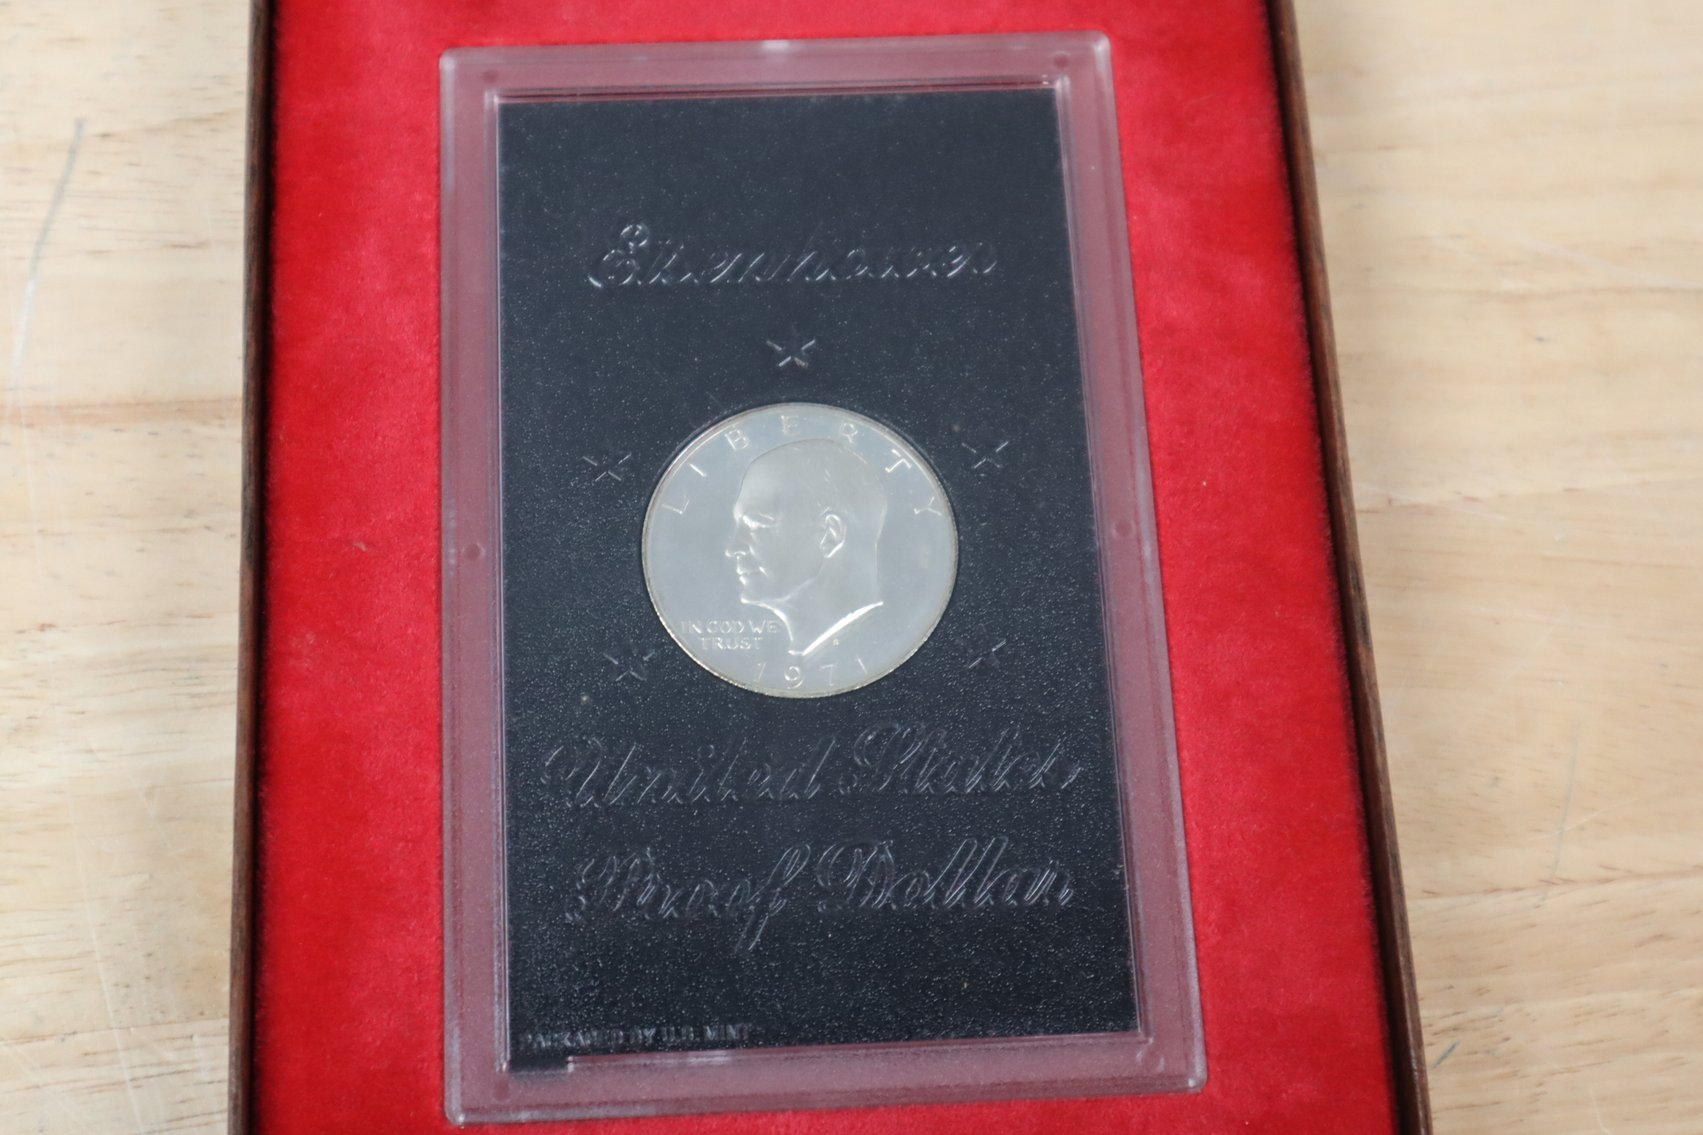 Eisenhower
LIBERTY
IN GOD WE
TRUST
S
1971
United States
Proof Dollar
PACKAGED BY U.S. MINT